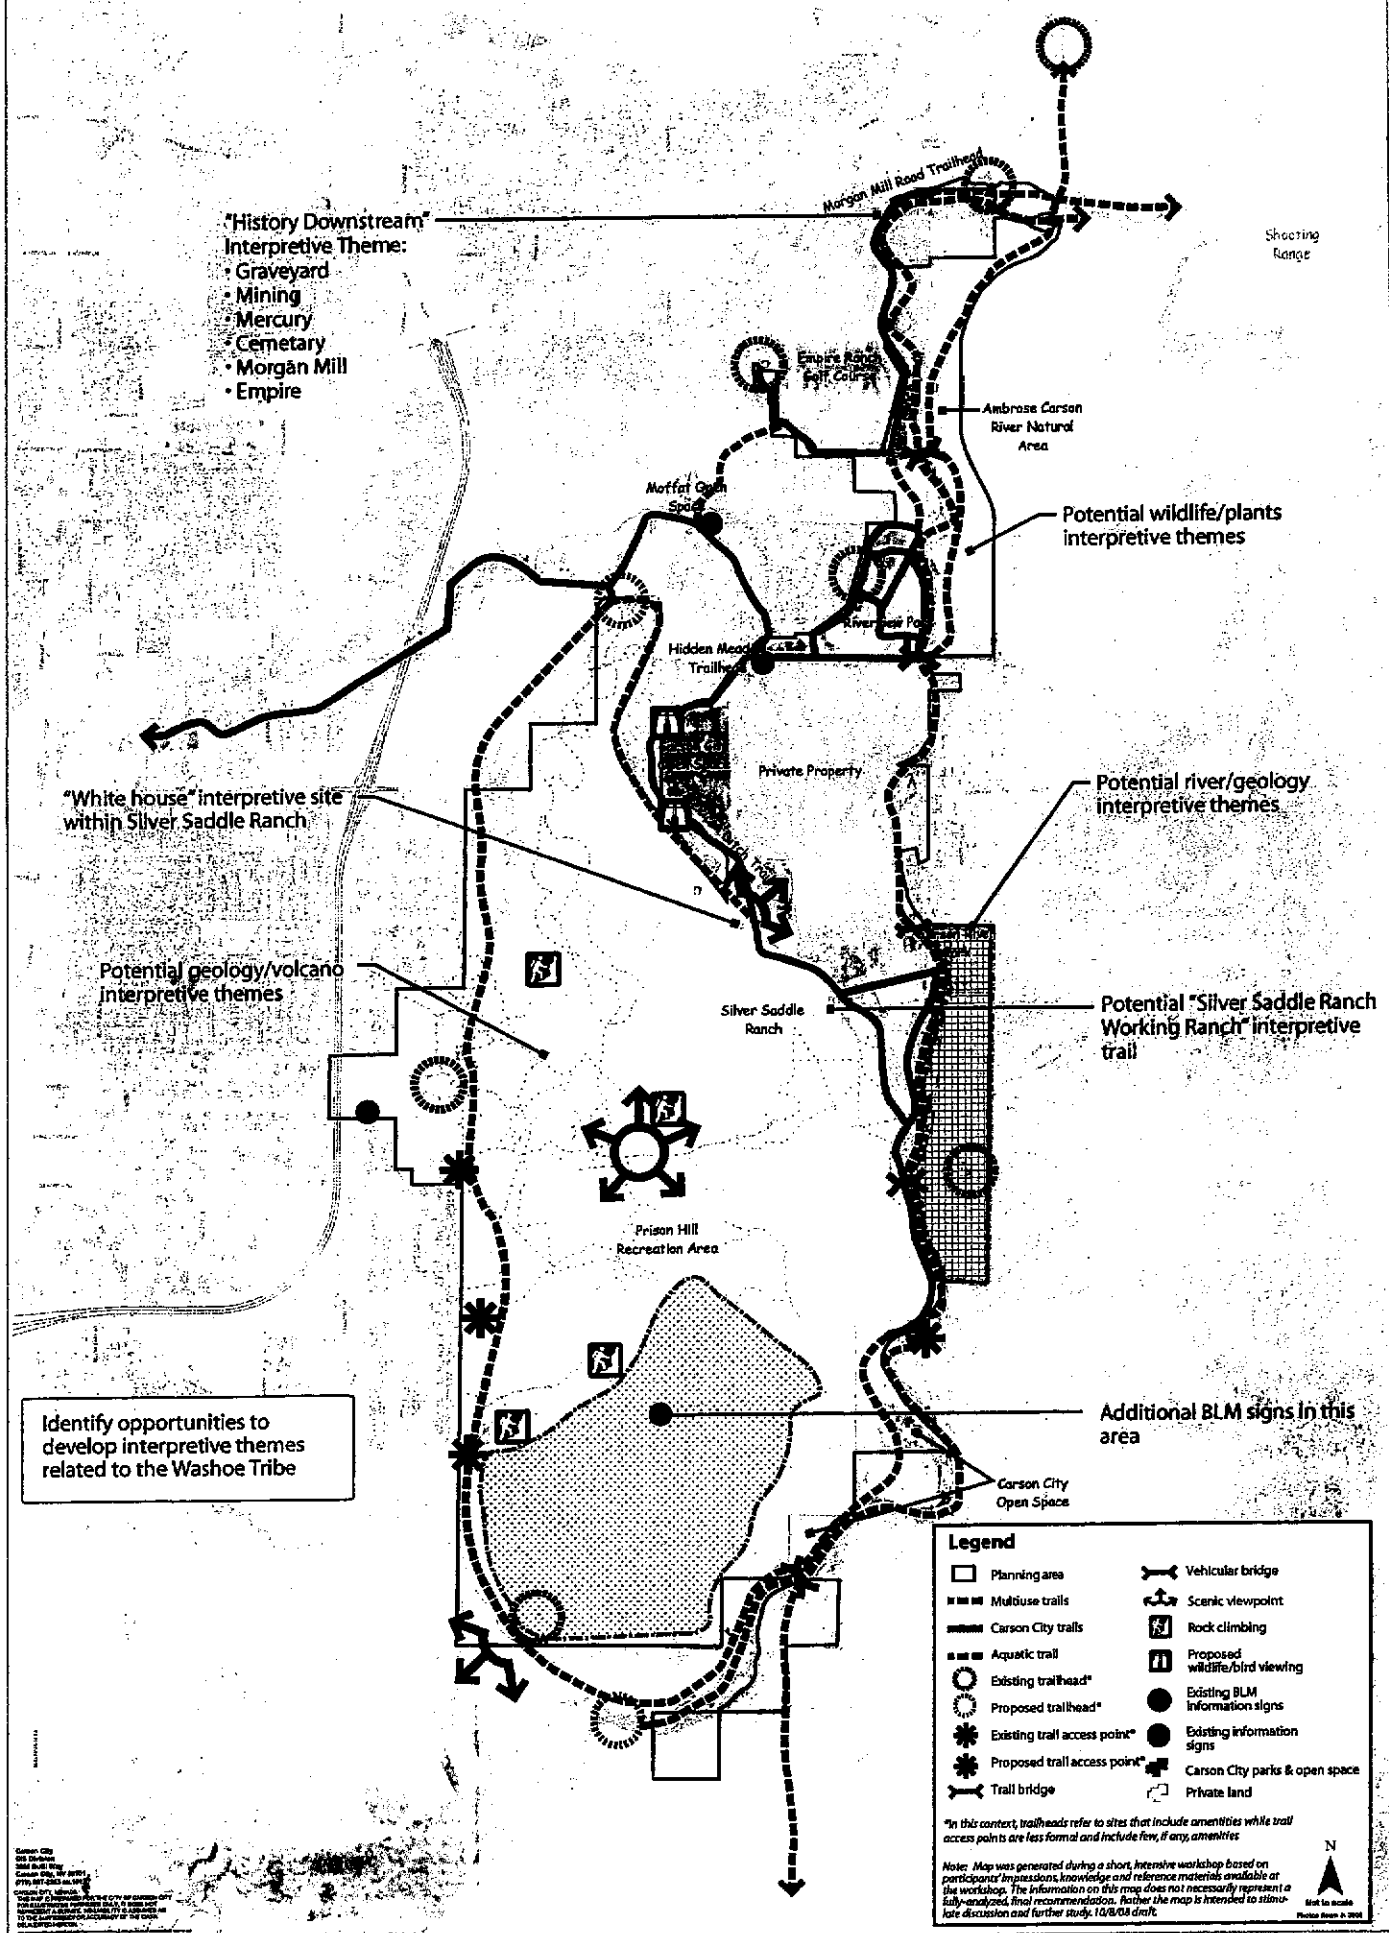 Morgan Mill Road Trailhead
Shooting
Range
"History Downstream"
Interpretive Theme:
• Graveyard
• Mining
• Mercury
• Cemetary
• Morgan Mill
• Empire
Empire Ranch
Golf Course
Ambrose Carson
River Natural
Area
Moffat Open
Space
Potential wildlife/plants
interpretive themes
Hidden Mead
Trailhe
Private Property
Potential river/geology
interpretive themes
"White house" interpretive site
within Silver Saddle Ranch
Potential geology/volcano
interpretive themes
Silver Saddle
Ranch
Potential "Silver Saddle Ranch
Working Ranch" interpretive
trail
Prison Hill
Recreation Area
Identify opportunities to
develop interpretive themes
related to the Washoe Tribe
Additional BLM signs in this
area
Carson City
Open Space
Legend
Planning area
Multiuse trails
Carson City trails
Aquatic trail
Existing trailhead*
Proposed trailhead*
Existing trail access point*
Proposed trail access point*
Trail bridge
Vehicular bridge
Scenic viewpoint
Rock climbing
Proposed
wildlife/bird viewing
Existing BLM
information signs
Existing information
signs
Carson City parks & open space
Private land
*In this context, trailheads refer to sites that include amentities while trail
access points are less formal and include few, if any, amenities
Note: Map was generated during a short, intensive workshop based on
participants' impressions, knowledge and reference materials available at
the workshop. The information on this map does not necessarily represent a
fully-analyzed, final recommendation. Rather the map is intended to stimu-
late discussion and further study. 10/8/08 draft.
N
Not to scale
Carson City
GIS Division